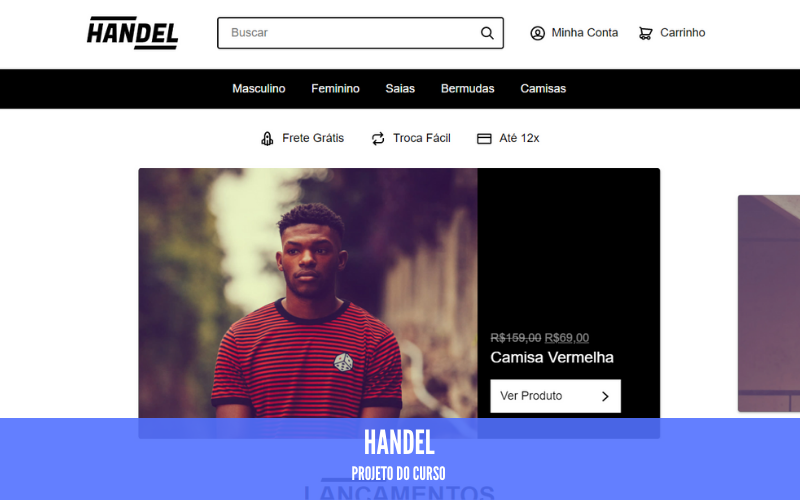 HANDEL
Buscar
Minha Conta
Carrinho
Masculino Feminino Saias Bermudas Camisas
Frete Grátis Troca Fácil Até 12x
R$159,00 R$69,00
Camisa Vermelha
Ver Produto
HANDEL
PROJETO DO CURSO
LANÇAMENTOS